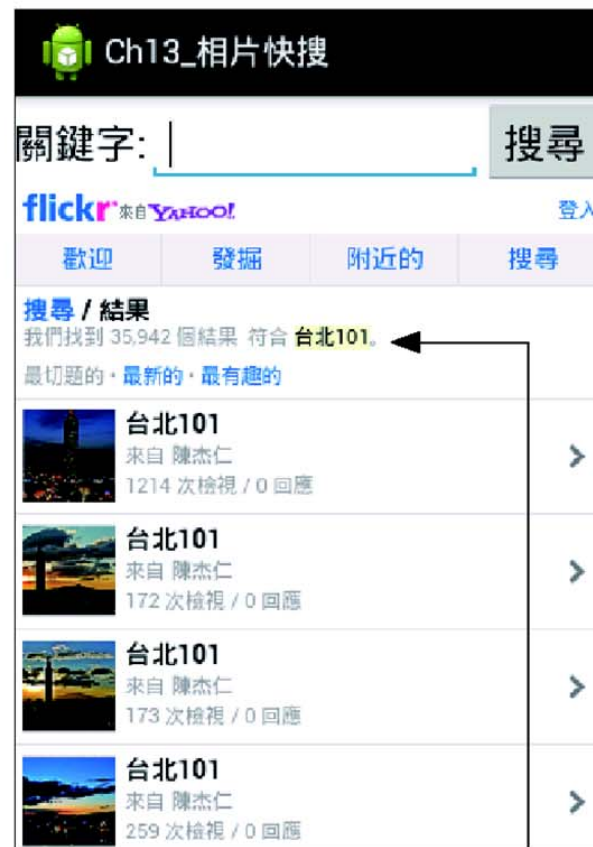 Ch13_相片快搜
關鍵字: 搜尋
flickr 來自 YAHOO! 登入
歡迎 發掘 附近的 搜尋
搜尋 / 結果
我們找到 35,942 個結果 符合 台北101。
最切題的・最新的・最有趣的
台北101
來自 陳杰仁
1214 次檢視 / 0 回應
台北101
來自 陳杰仁
172 次檢視 / 0 回應
台北101
來自 陳杰仁
173 次檢視 / 0 回應
台北101
來自 陳杰仁
259 次檢視 / 0 回應